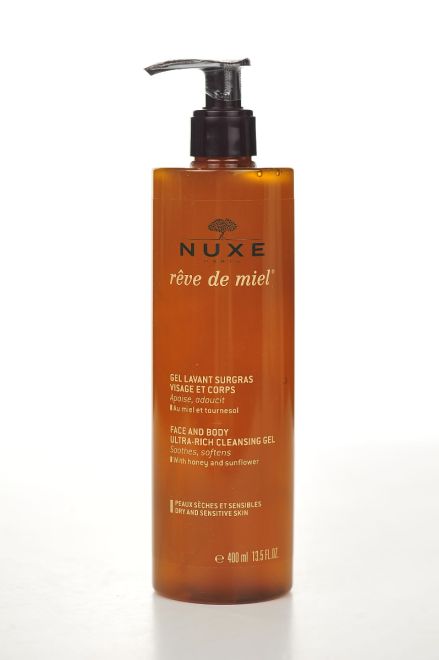 NUXE
PARIS
rêve de miel®
GEL LAVANT SURGRAS
VISAGE ET CORPS
Apaise, adoucit
Au miel et tournesol
FACE AND BODY
ULTRA-RICH CLEANSING GEL
Soothes, softens
With honey and sunflower
PEAUX SÈCHES ET SENSIBLES
DRY AND SENSITIVE SKIN
℮ 400 ml 13.5 FL.OZ.